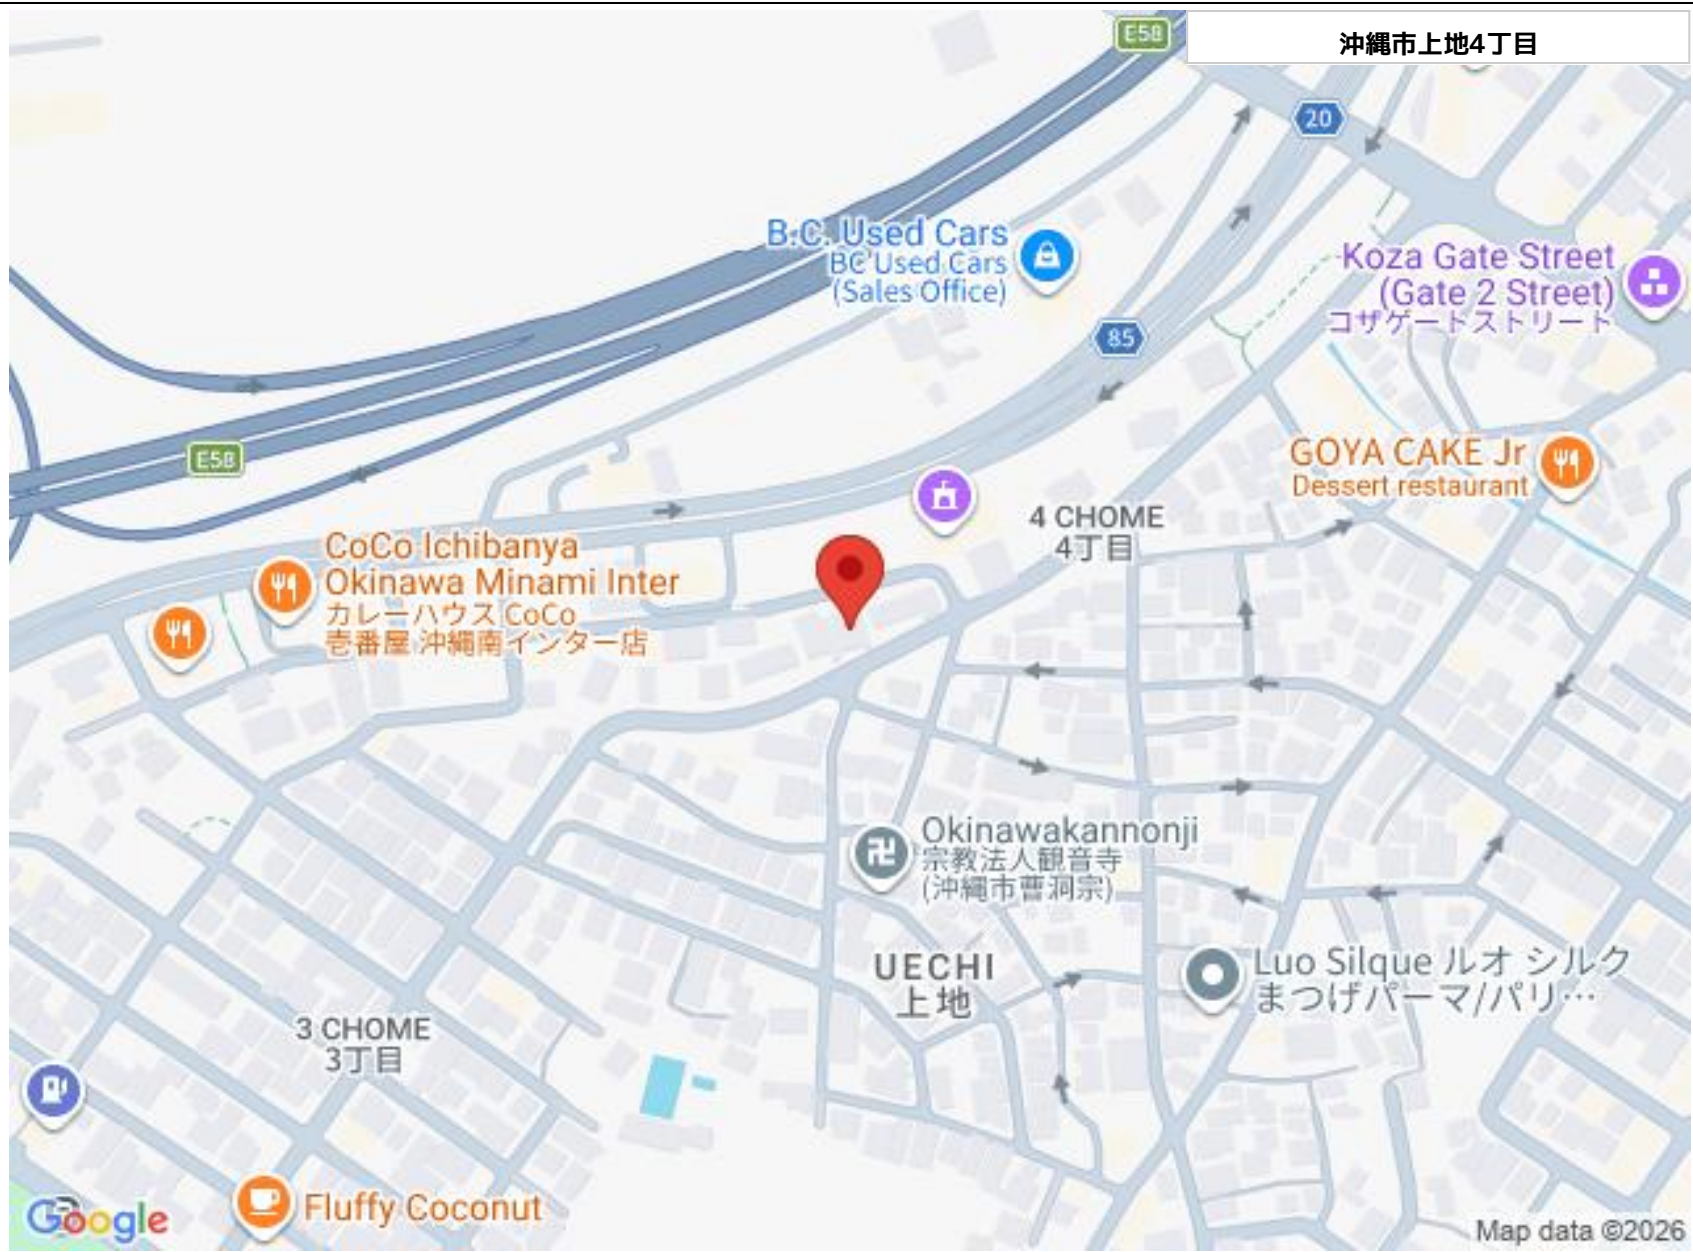 E58
沖縄市上地4丁目
20
B.C. Used Cars
BC Used Cars
(Sales Office)
Koza Gate Street
(Gate 2 Street)
コザゲートストリート
85
E58
GOYA CAKE Jr
Dessert restaurant
4 CHOME
4丁目
CoCo Ichibanya
Okinawa Minami Inter
カレーハウス CoCo
壱番屋 沖縄南インター店
Okinawakannonji
宗教法人観音寺
(沖縄市曹洞宗)
UECHI
上地
Luo Silque ルオ シルク
まつげパーマ/パリ…
3 CHOME
3丁目
Fluffy Coconut
Google
Map data ©2026